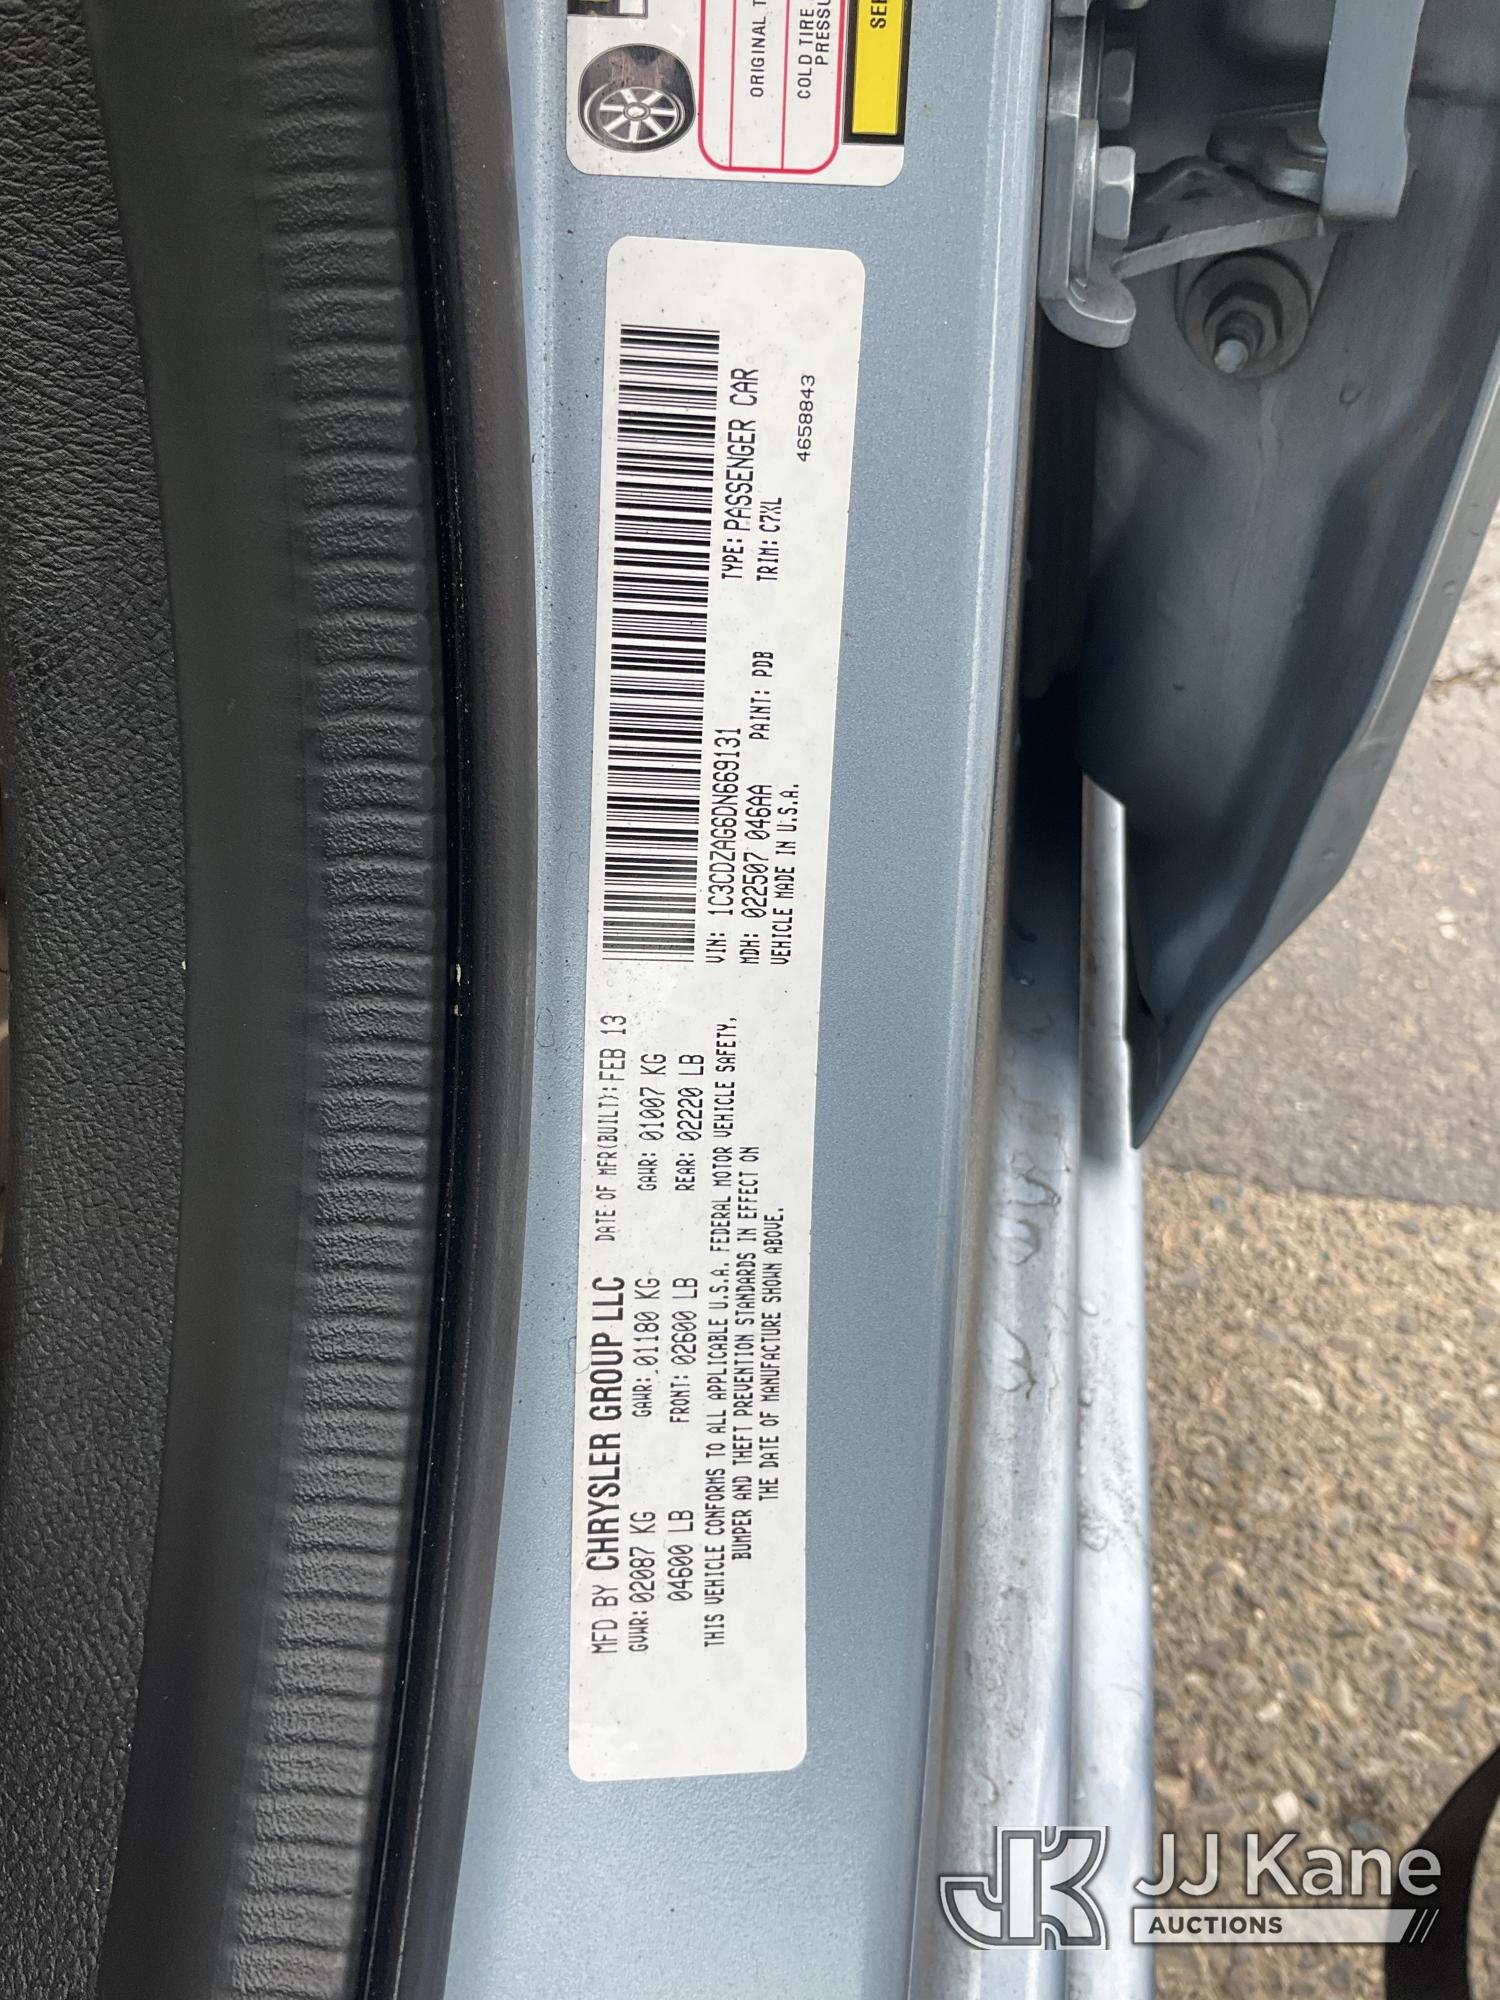 MFD BY CHRYSLER GROUP LLC DATE OF MFR(BUILT): FEB 13
GVWR: 02087 KG GAWR: 01180 KG GAWR: 01007 KG
04600 LB FRONT: 02600 LB REAR: 02220 LB
THIS VEHICLE CONFORMS TO ALL APPLICABLE U.S.A. FEDERAL MOTOR VEHICLE SAFETY,
BUMPER AND THEFT PREVENTION STANDARDS IN EFFECT ON
THE DATE OF MANUFACTURE SHOWN ABOVE.
VIN: 1C3CDZAG6DN669131 TYPE: PASSENGER CAR
MDH: 022507 046AA PAINT: PDB TRIM: C7XL
VEHICLE MADE IN U.S.A.
4658843
ORIGINAL
COLD TIRE
JJ Kane
AUCTIONS